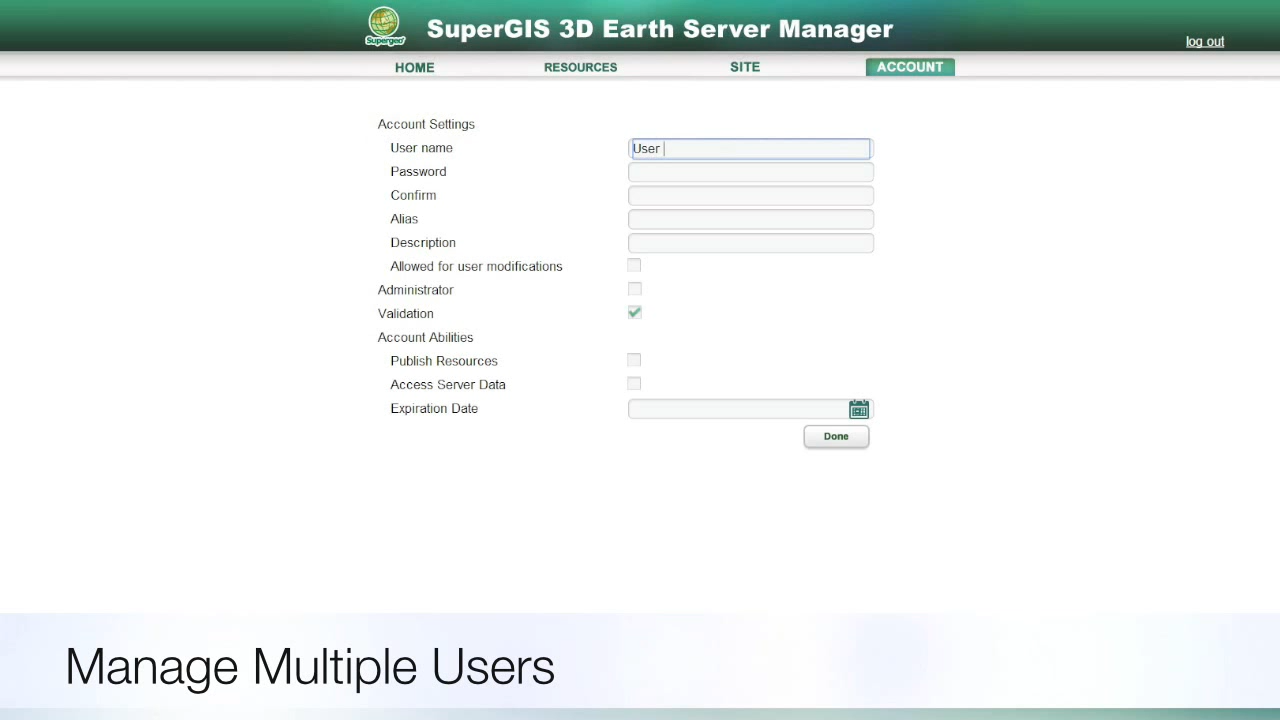 Supergeo
SuperGIS 3D Earth Server Manager
log out
HOME RESOURCES SITE ACCOUNT
Account Settings
User name User
Password
Confirm
Alias
Description
Allowed for user modifications
Administrator
Validation
Account Abilities
Publish Resources
Access Server Data
Expiration Date
Done
Manage Multiple Users